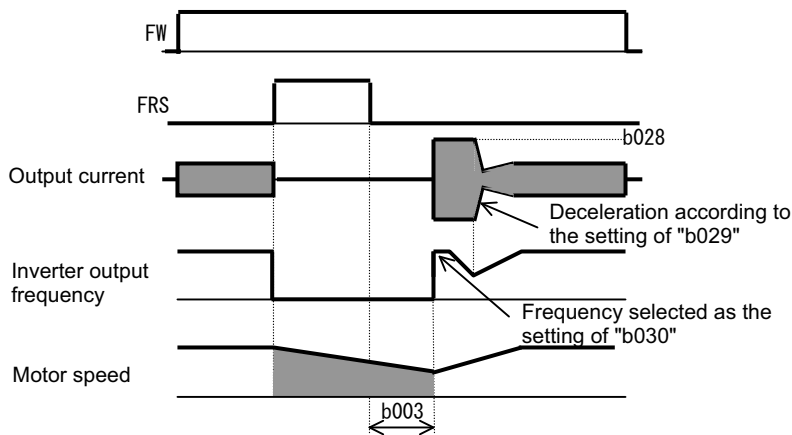 FW
FRS
b028
Output current
Deceleration according to
the setting of "b029"
Inverter output
frequency
Frequency selected as the
setting of "b030"
Motor speed
b003